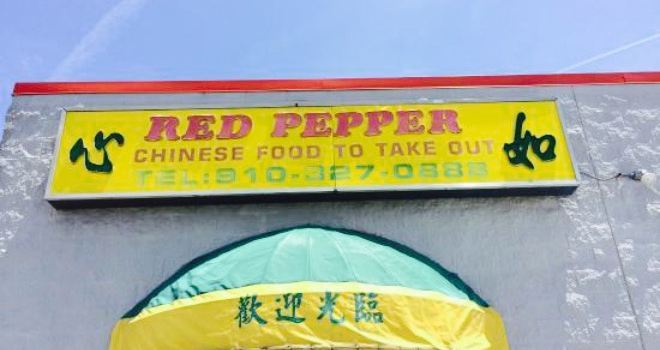 心 RED PEPPER 如
CHINESE FOOD TO TAKE OUT
TEL:910-327-0888
歡迎光臨